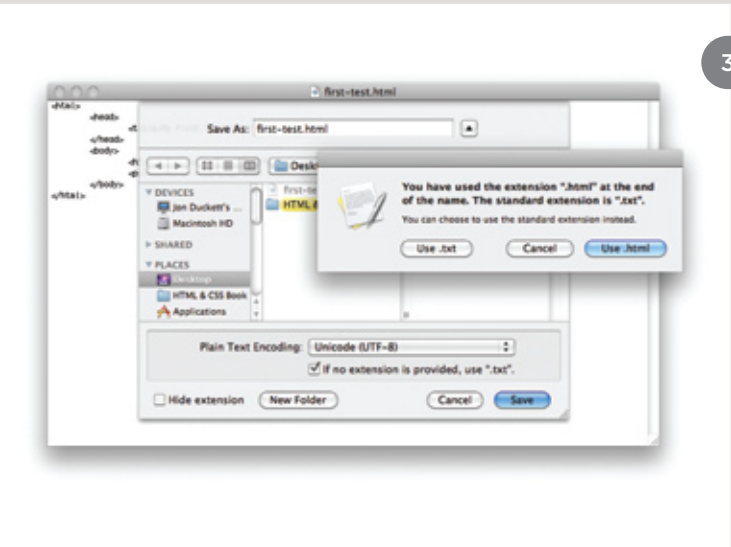 3
first-test.html
<html>
<head>
</head>
<body>
</body>
</html>
Save As: first-test.html
DEVICES
Jon Duckett's ...
Macintosh HD
SHARED
PLACES
Desktop
HTML & CSS Book
Applications
first-te
HTML &
You have used the extension ".html" at the end
of the name. The standard extension is ".txt".
You can choose to use the standard extension instead.
Use .txt Cancel Use .html
Plain Text Encoding: Unicode (UTF-8)
If no extension is provided, use ".txt".
Hide extension New Folder Cancel Save